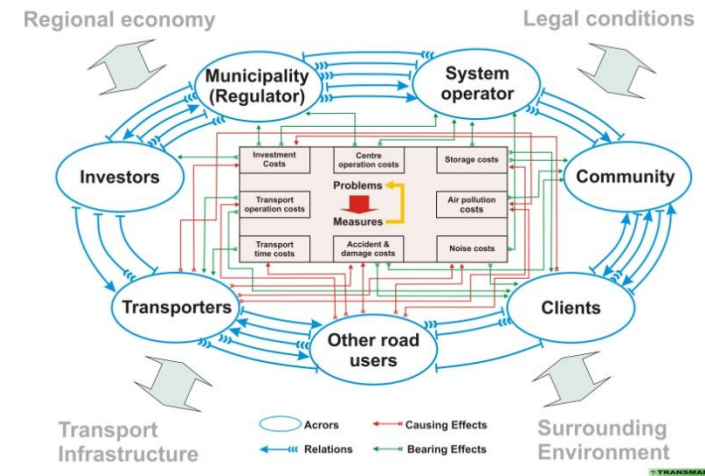 Regional economy
Legal conditions
Municipality
(Regulator)
System
operator
Investors
Community
Investment
Costs
Centre
operation costs
Storage costs
Problems
Transport
operation costs
Air pollution
costs
Measures
Transport
time costs
Accident &
damage costs
Noise costs
Transporters
Clients
Other road
users
Transport
Infrastructure
Acrors
Causing Effects
Relations
Bearing Effects
Surrounding
Environment